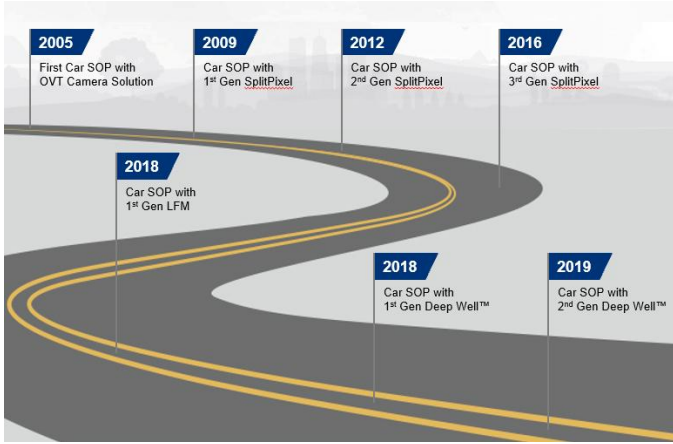 2005
First Car SOP with
OVT Camera Solution
2009
Car SOP with
1st Gen SplitPixel
2012
Car SOP with
2nd Gen SplitPixel
2016
Car SOP with
3rd Gen SplitPixel
2018
Car SOP with
1st Gen LFM
2018
Car SOP with
1st Gen Deep Well™
2019
Car SOP with
2nd Gen Deep Well™